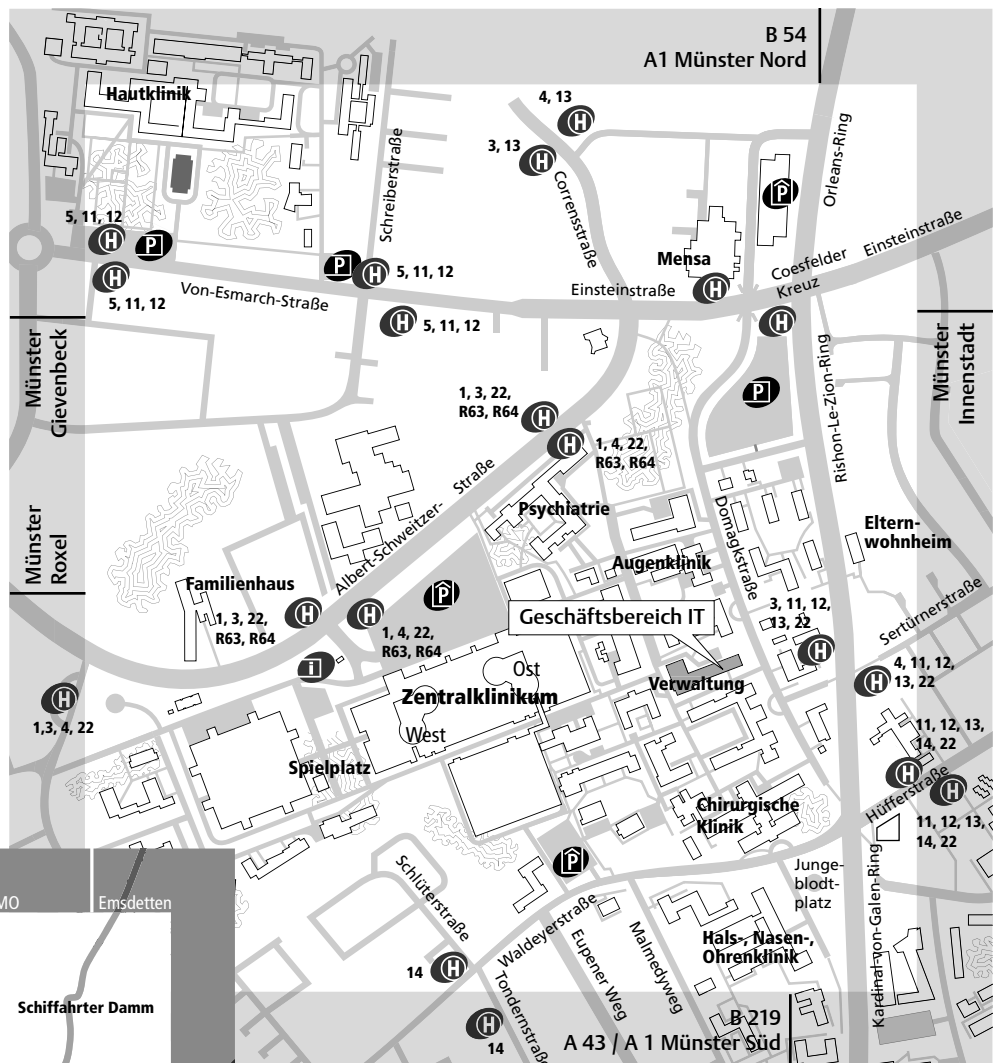 B 54
A1 Münster Nord
Hautklinik
4, 13
3, 13
Schreiberstraße
Corrensstraße
Orleans-Ring
P
5, 11, 12
H
P
P
H
5, 11, 12
H
5, 11, 12
Von-Esmarch-Straße
H
5, 11, 12
H
H
Mensa
H
Einsteinstraße
Coesfelder
Kreuz
Einsteinstraße
H
P
Münster
Gievenbeck
Münster
Innenstadt
Rishon-Le-Zion-Ring
1, 3, 22,
R63, R64
H
H
1, 4, 22,
R63, R64
Albert-Schweitzer-
Straße
Psychiatrie
Domagkstraße
Münster
Roxel
Eltern-
wohnheim
Augenklinik
Familienhaus
1, 3, 22,
R63, R64
H
H
1, 4, 22,
R63, R64
P
Geschäftsbereich IT
3, 11, 12,
13, 22
H
Sertürnerstraße
i
Ost
Zentralklinikum
West
Verwaltung
H
4, 11, 12,
13, 22
H
1,3, 4, 22
11, 12, 13,
14, 22
H
H
Hüfferstraße
11, 12, 13,
14, 22
Spielplatz
Chirurgische
Klinik
P
Junge-
blodt-
platz
Kardinal-von-Galen-Ring
Schlüterstraße
Waldeyerstraße
MO
Emsdetten
Hals-, Nasen-,
Ohrenklinik
Eupener Weg
Malmedyweg
14
H
Tondernstraße
H
14
Schiffahrter Damm
B 219
A 43 / A 1 Münster Süd